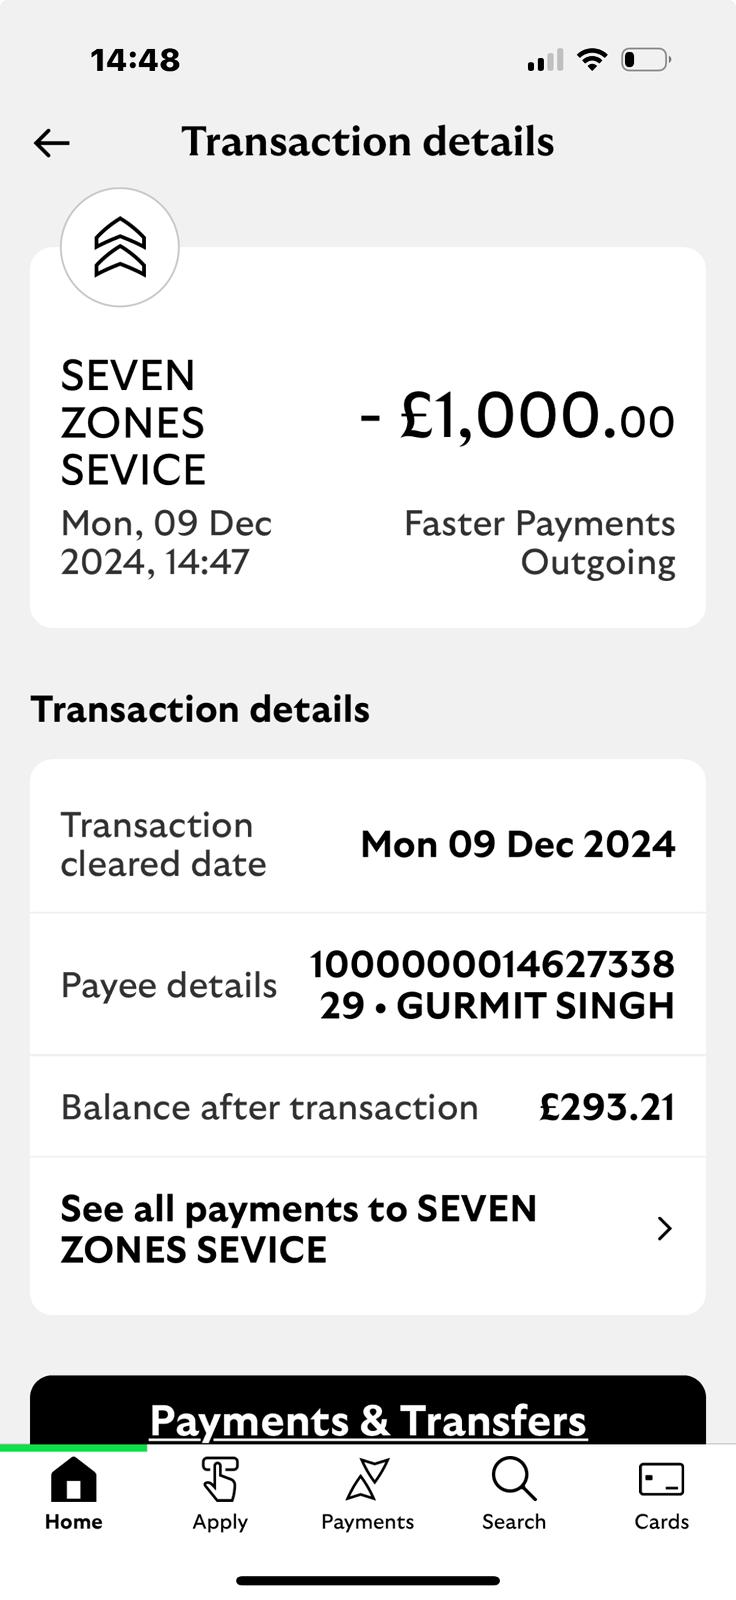 14:48
Transaction details
SEVEN
ZONES
SEVICE
- £1,000.00
Mon, 09 Dec
2024, 14:47
Faster Payments
Outgoing
Transaction details
Transaction
cleared date
Mon 09 Dec 2024
Payee details
1000000014627338
29 • GURMIT SINGH
Balance after transaction
£293.21
See all payments to SEVEN
ZONES SEVICE
Payments & Transfers
Home
Apply
Payments
Search
Cards